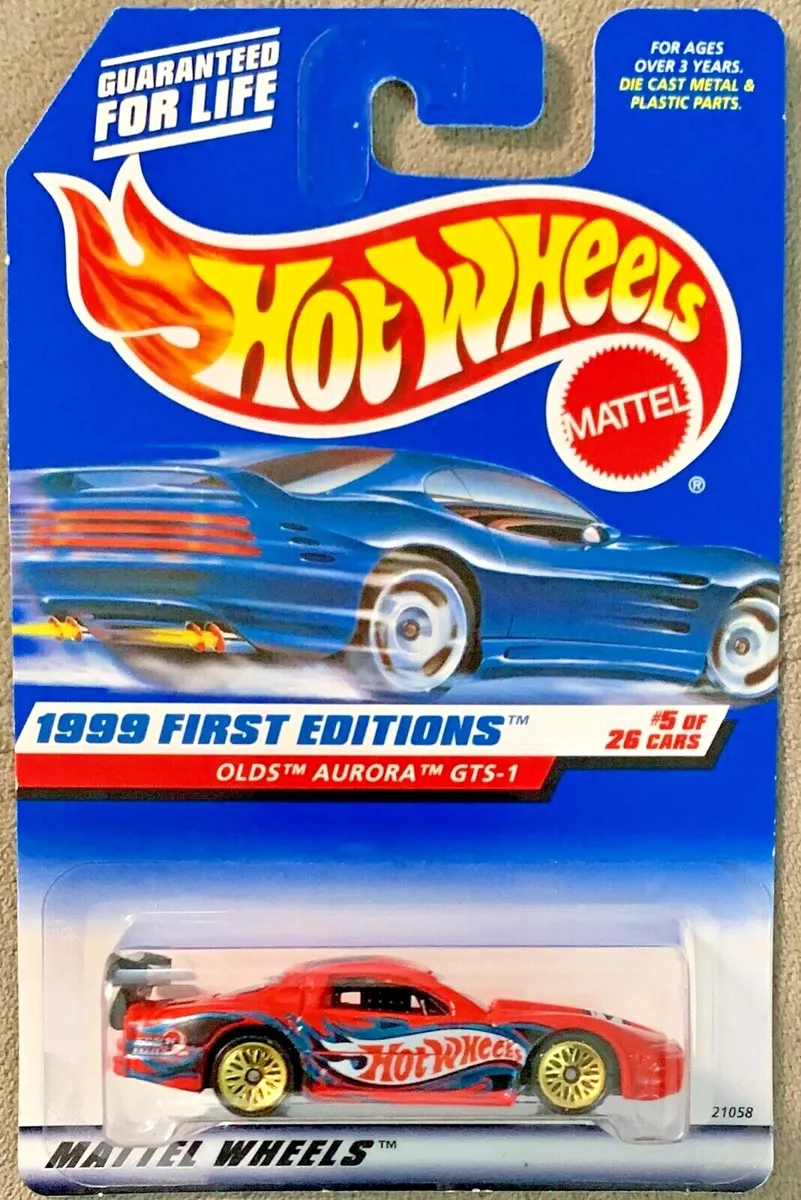 GUARANTEED
FOR LIFE
FOR AGES
OVER 3 YEARS.
DIE CAST METAL &
PLASTIC PARTS.
HOT WHEELS
MATTEL
®
1999 FIRST EDITIONS™
#5 OF
26 CARS
OLDS™ AURORA™ GTS-1
HOT WHEELS
21058
MATTEL WHEELS™